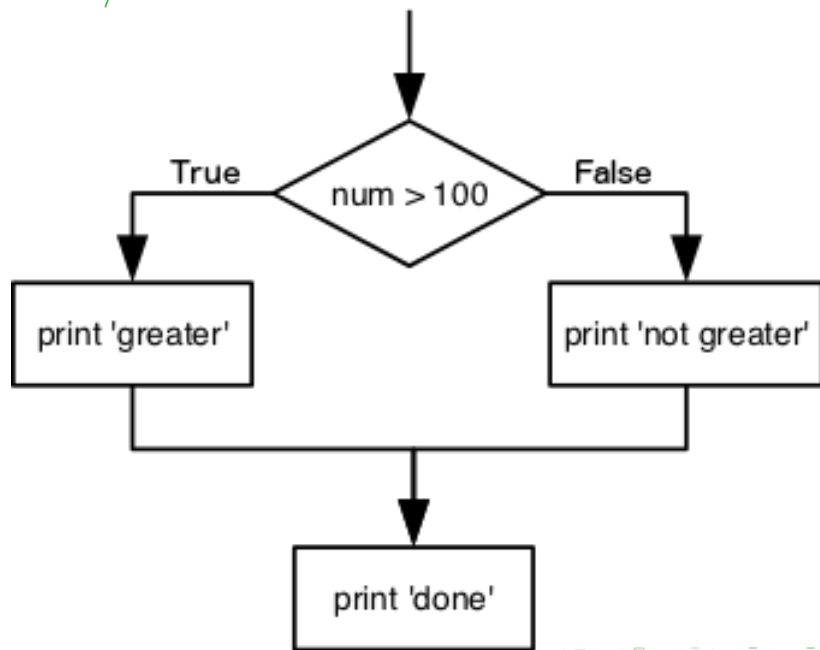 True
num > 100
False
print 'greater'
print 'not greater'
print 'done'